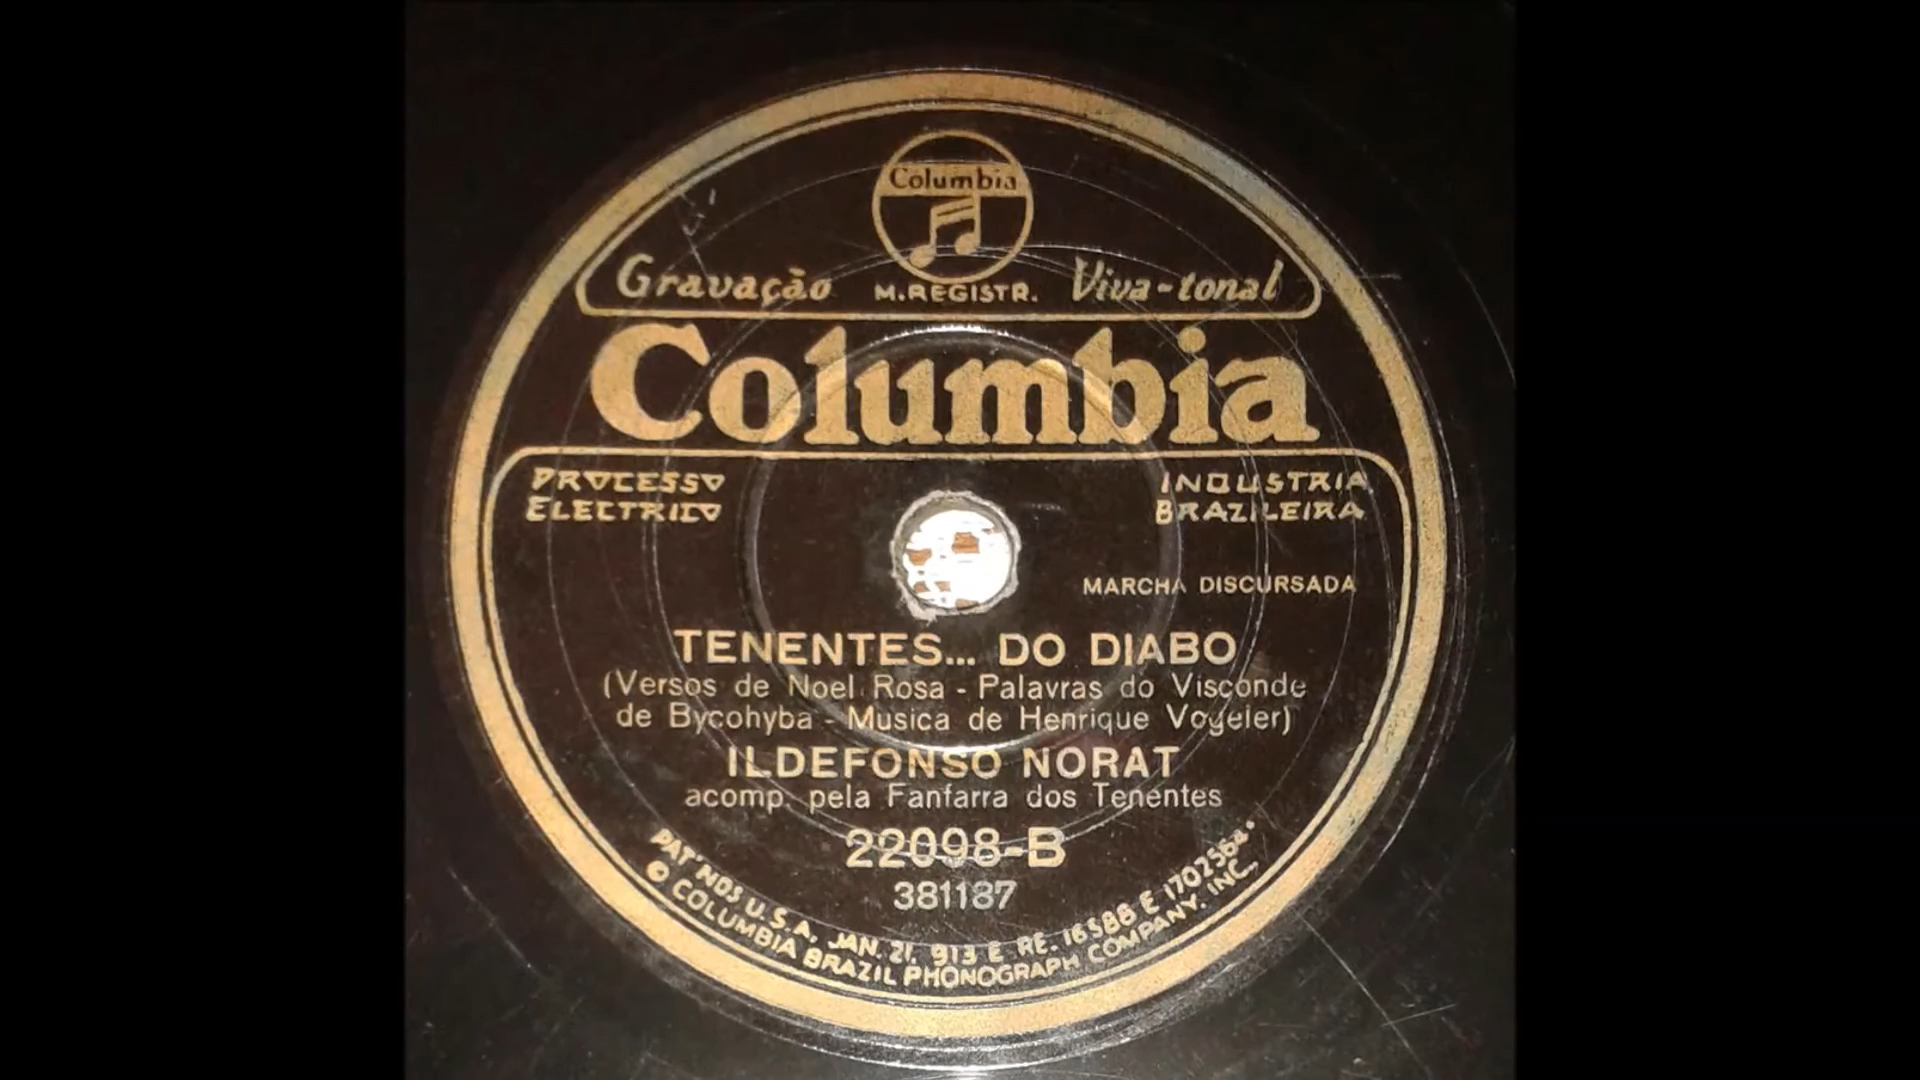 Columbia
Gravação M.REGISTR. Viva-tonal
Columbia
PROCESSO
ELECTRICO
INDUSTRIA
BRAZILEIRA
MARCHA DISCURSADA
TENENTES... DO DIABO
(Versos de Noel Rosa - Palavras do Visconde
de Bycohyba - Musica de Henrique Vogeler)
ILDEFONSO NORAT
acomp. pela Fanfarra dos Tenentes
22098-B
381187
PAT' NOS U.S.A. JAN. 21, 913 E RE. 16588 E 1702564.
© COLUMBIA BRAZIL PHONOGRAPH COMPANY, INC,